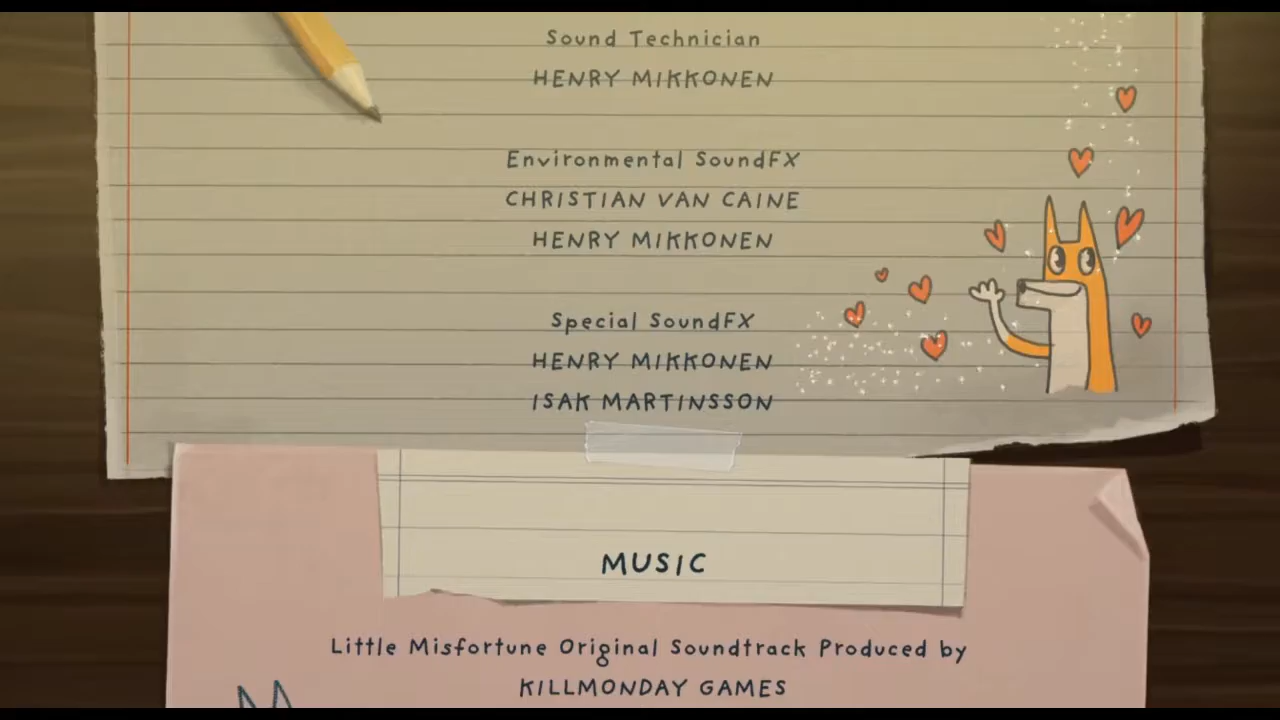 Sound Technician
HENRY MIKKONEN
Environmental SoundFX
CHRISTIAN VAN CAINE
HENRY MIKKONEN
Special SoundFX
HENRY MIKKONEN
ISAK MARTINSSON
MUSIC
Little Misfortune Original Soundtrack Produced by
KILLMONDAY GAMES